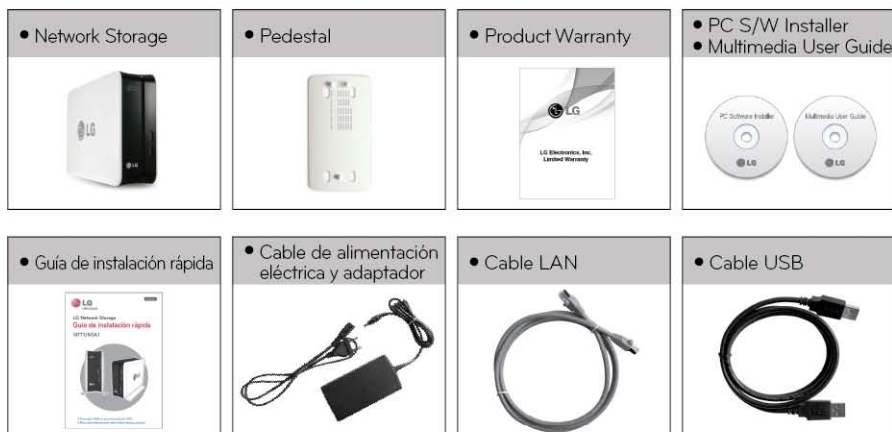 ● Network Storage
● Pedestal
● Product Warranty
● PC S/W Installer
● Multimedia User Guide
LG
LG
LG
LG Electronics, Inc.
Limited Warranty
PC Software Installer
LG
Multimedia User Guide
LG
● Guía de instalación rápida
● Cable de alimentación
eléctrica y adaptador
● Cable LAN
● Cable USB
LG
LG Network Storage
Guía de instalación rápida